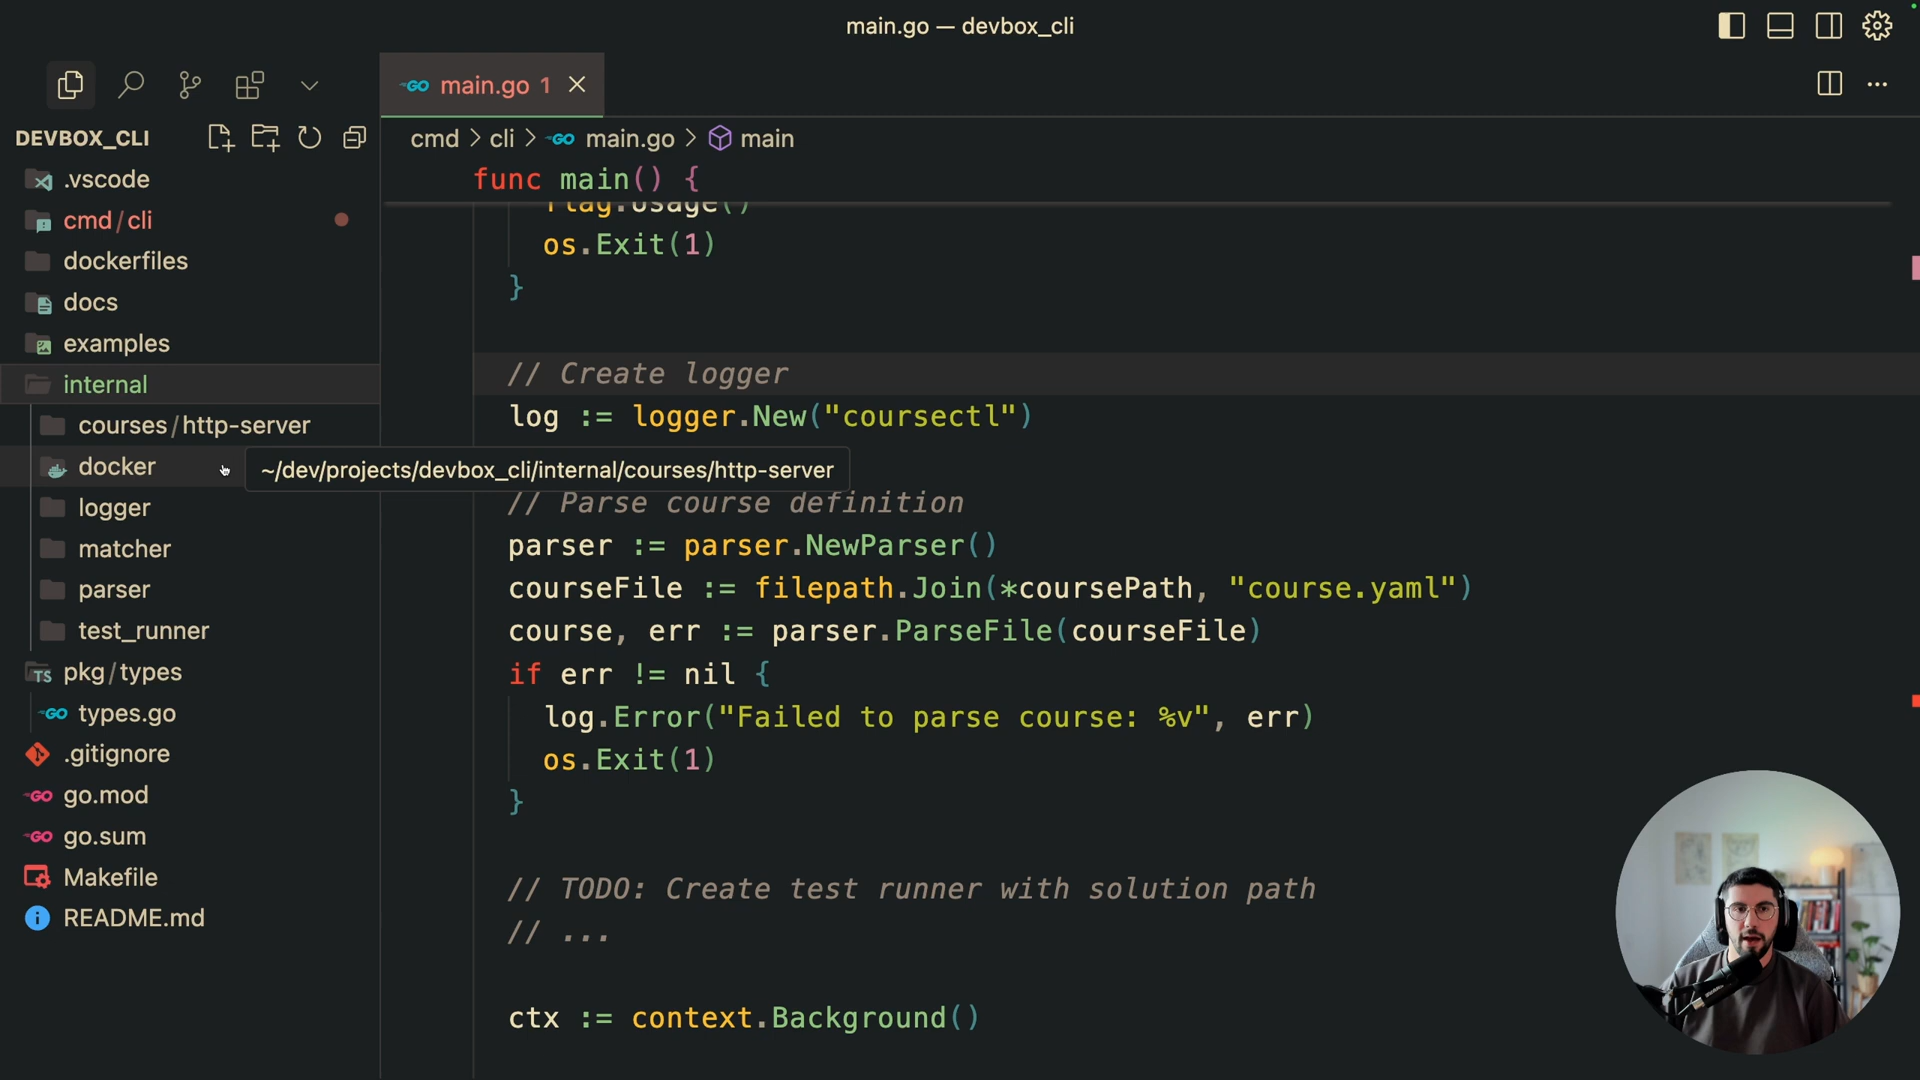 main.go — devbox_cli
main.go 1
DEVBOX_CLI
cmd > cli > main.go > main
.vscode
cmd/cli
dockerfiles
docs
examples
internal
courses/http-server
docker
logger
matcher
parser
test_runner
pkg/types
types.go
.gitignore
go.mod
go.sum
Makefile
README.md
~/dev/projects/devbox_cli/internal/courses/http-server
func main() {
flag.Usage()
os.Exit(1)
}
// Create logger
log := logger.New("coursectl")
// Parse course definition
parser := parser.NewParser()
courseFile := filepath.Join(*coursePath, "course.yaml")
course, err := parser.ParseFile(courseFile)
if err != nil {
log.Error("Failed to parse course: %v", err)
os.Exit(1)
}
// TODO: Create test runner with solution path
// ...
ctx := context.Background()